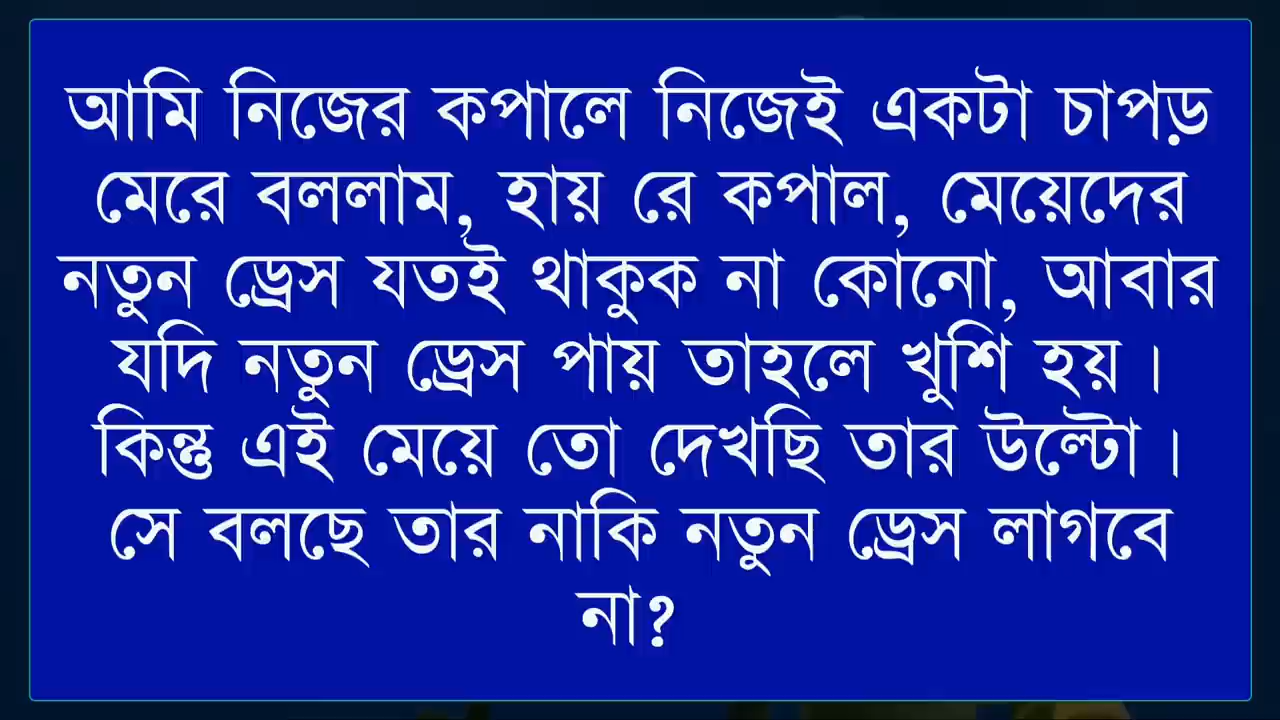 আমি নিজের কপালে নিজেই একটা চাপড়
মেরে বললাম, হায় রে কপাল, মেয়েদের
নতুন ড্রেস যতই থাকুক না কোনো, আবার
যদি নতুন ড্রেস পায় তাহলে খুশি হয় ।
কিন্তু এই মেয়ে তো দেখছি তার উল্টো ।
সে বলছে তার নাকি নতুন ড্রেস লাগবে
না?